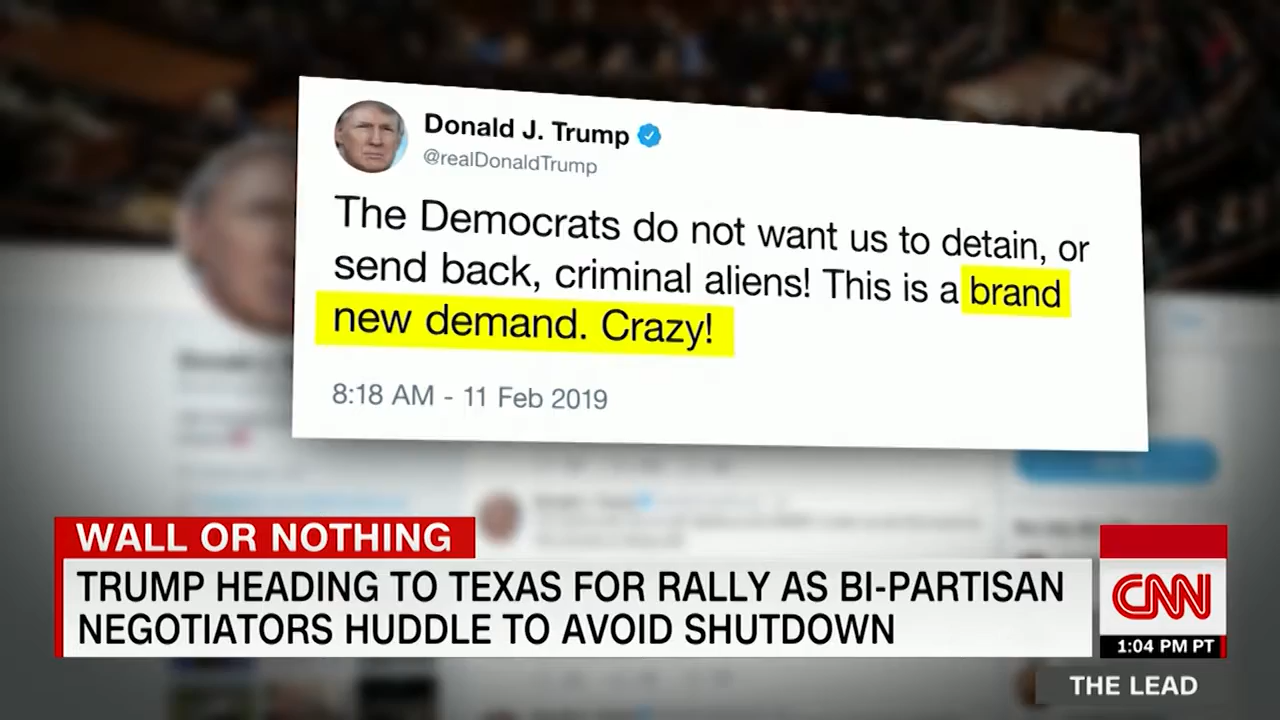 Donald J. Trump
@realDonaldTrump
The Democrats do not want us to detain, or
send back, criminal aliens! This is a brand
new demand. Crazy!
8:18 AM - 11 Feb 2019
WALL OR NOTHING
TRUMP HEADING TO TEXAS FOR RALLY AS BI-PARTISAN
NEGOTIATORS HUDDLE TO AVOID SHUTDOWN
CNN
1:04 PM PT
THE LEAD